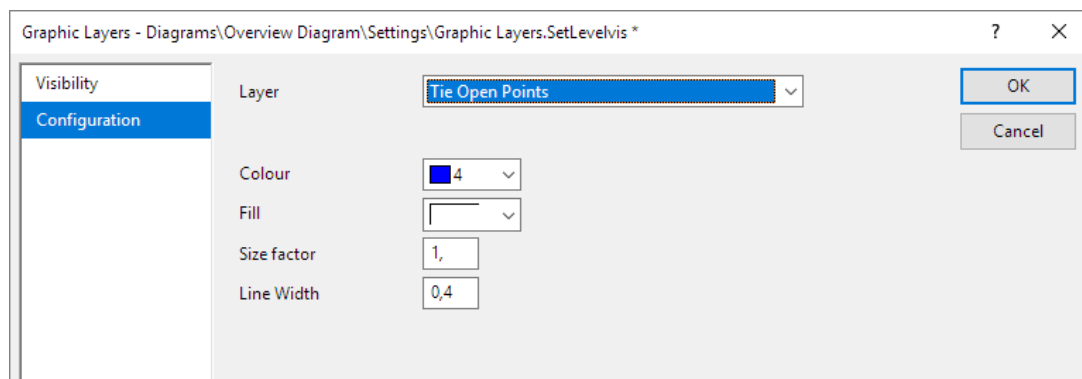 Graphic Layers - Diagrams\Overview Diagram\Settings\Graphic Layers.SetLevelvis * ?
Visibility
Configuration
Layer Tie Open Points
OK
Cancel
Colour 4
Fill
Size factor 1,
Line Width 0,4